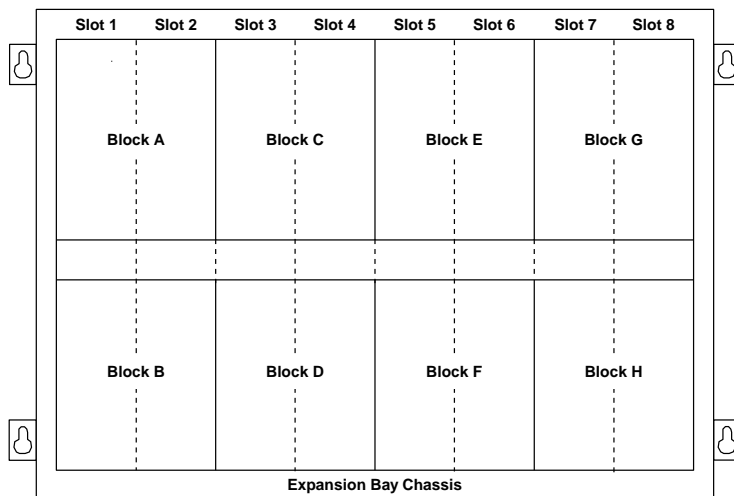 Slot 1 Slot 2 Slot 3 Slot 4 Slot 5 Slot 6 Slot 7 Slot 8
Block A Block C Block E Block G
Block B Block D Block F Block H
Expansion Bay Chassis